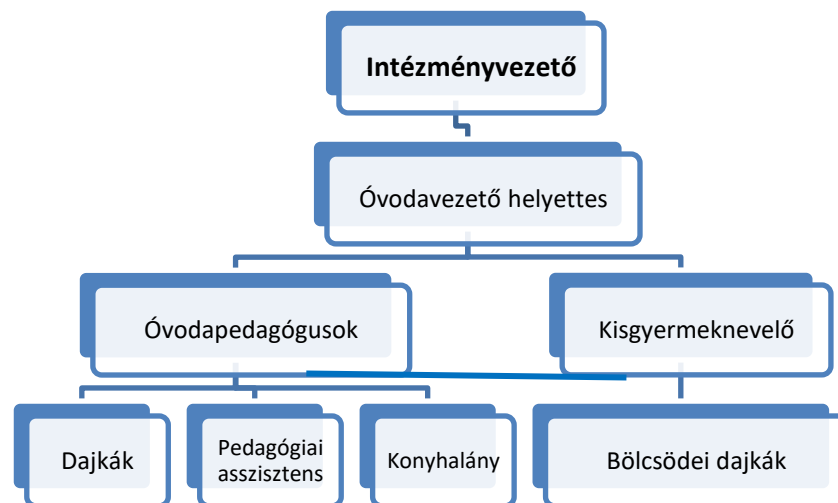 Intézményvezető
Óvodavezető helyettes
Óvodapedagógusok
Kisgyermeknevelő
Dajkák
Pedagógiai
asszisztens
Konyhalány
Bölcsödei dajkák